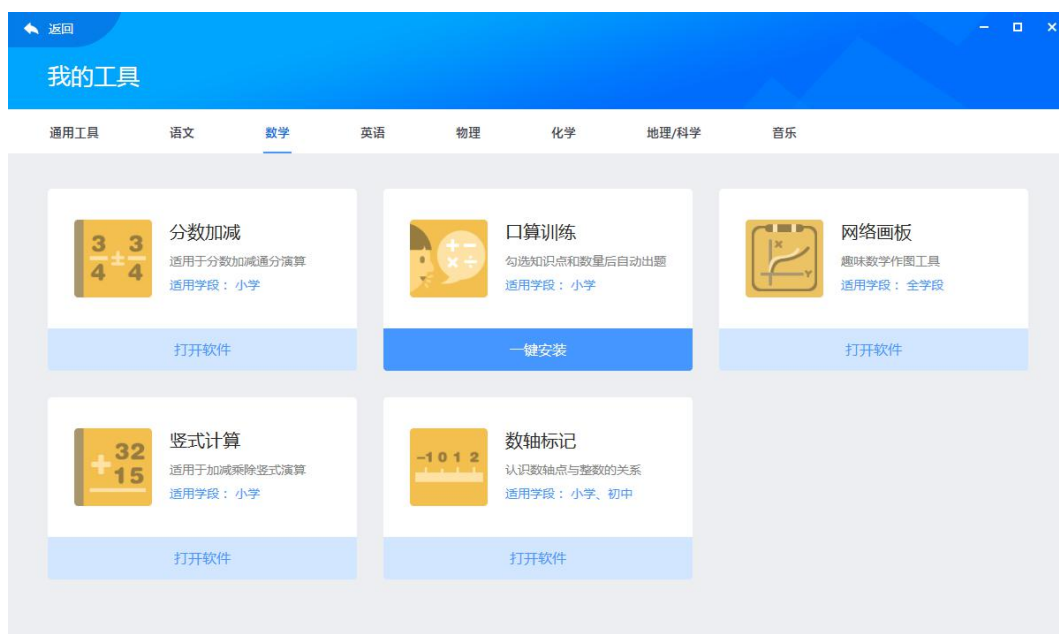 返回
我的工具
通用工具 语文 数学 英语 物理 化学 地理/科学 音乐
3 3
± 
4 4
分数加减
适用于分数加减通分演算
适用学段： 小学
打开软件
口算训练
勾选知识点和数量后自动出题
适用学段： 小学
一键安装
X
Y
网络画板
趣味数学作图工具
适用学段： 全学段
打开软件
32
+15
竖式计算
适用于加减乘除竖式演算
适用学段： 小学
打开软件
-1 0 1 2
数轴标记
认识数轴点与整数的关系
适用学段： 小学、初中
打开软件